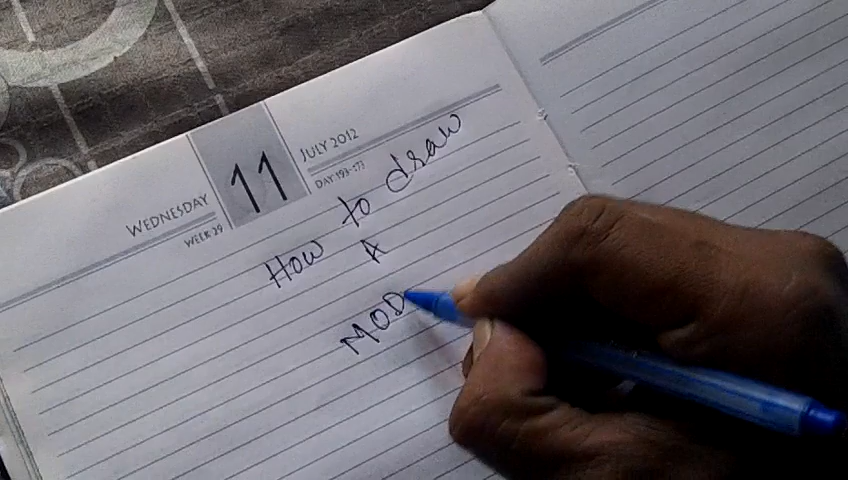 WEDNESDAY
WEEK-29
11
JULY 2012
DAY 193-173
How to draw
A
MOD